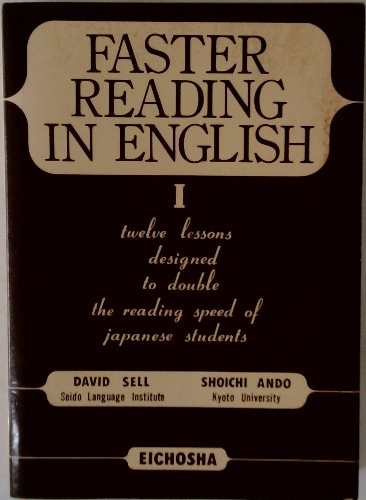 FASTER
READING
IN ENGLISH
I
twelve lessons
designed
to double
the reading speed of
japanese students
DAVID SELL
Seido Language Institute
SHOICHI ANDO
Kyoto University
EICHOSHA